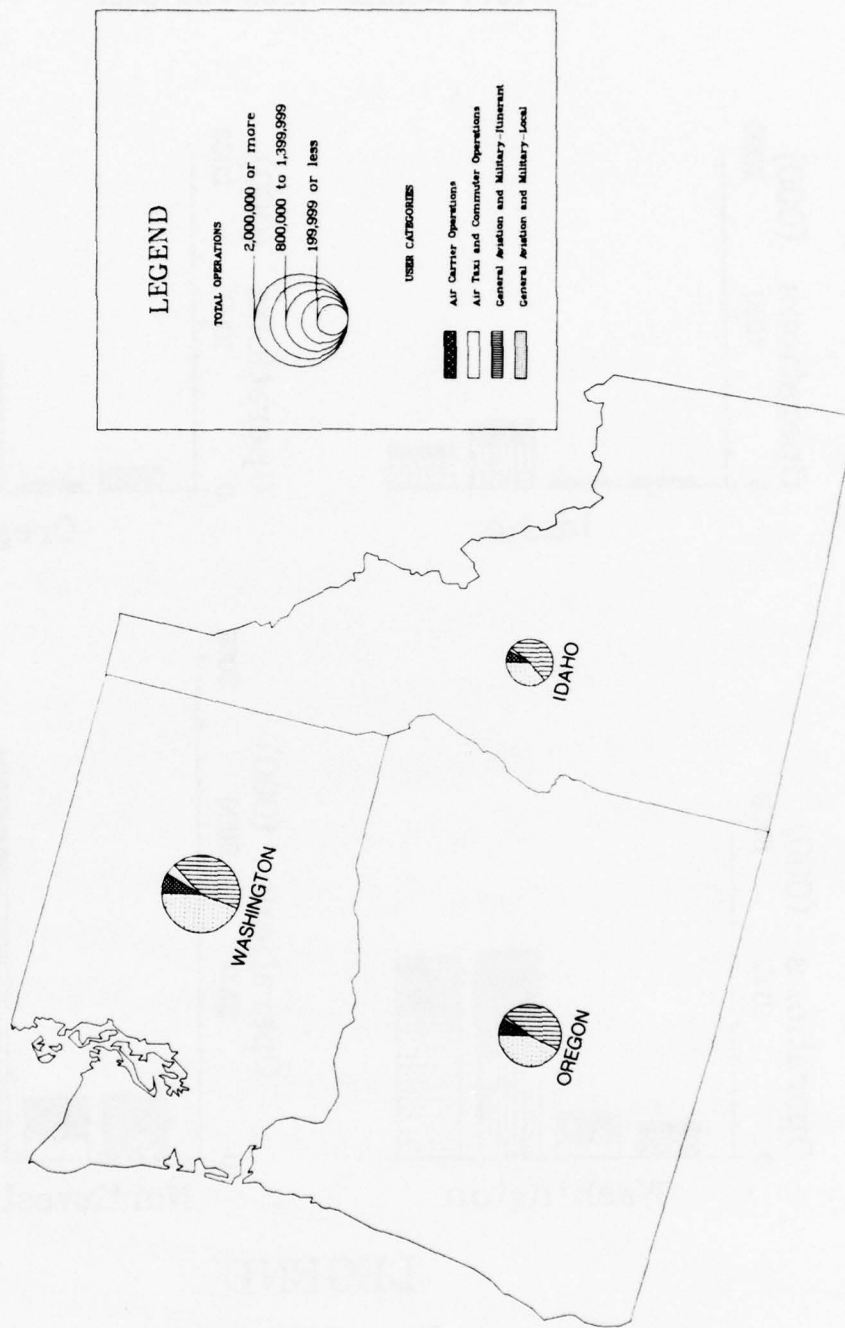 LEGEND
TOTAL OPERATIONS
2,000,000 or more
800,000 to 1,399,999
199,999 or less
USER CATEGORIES
Air Carrier Operations
Air Taxi and Commuter Operations
General Aviation and Military-Itinerant
General Aviation and Military-Local
WASHINGTON
OREGON
IDAHO